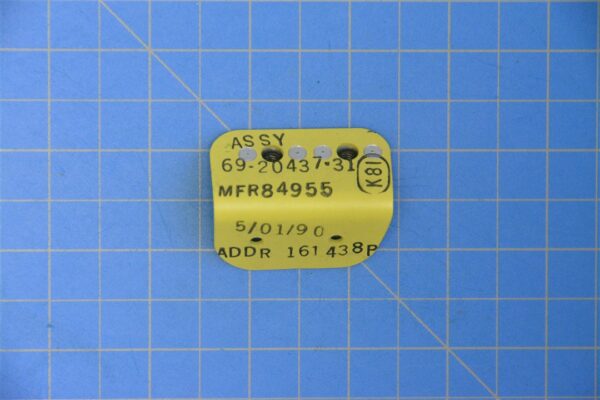 ASSY
69-20437-31
K81
MFR84955
5/01/90
ADDR 161438P